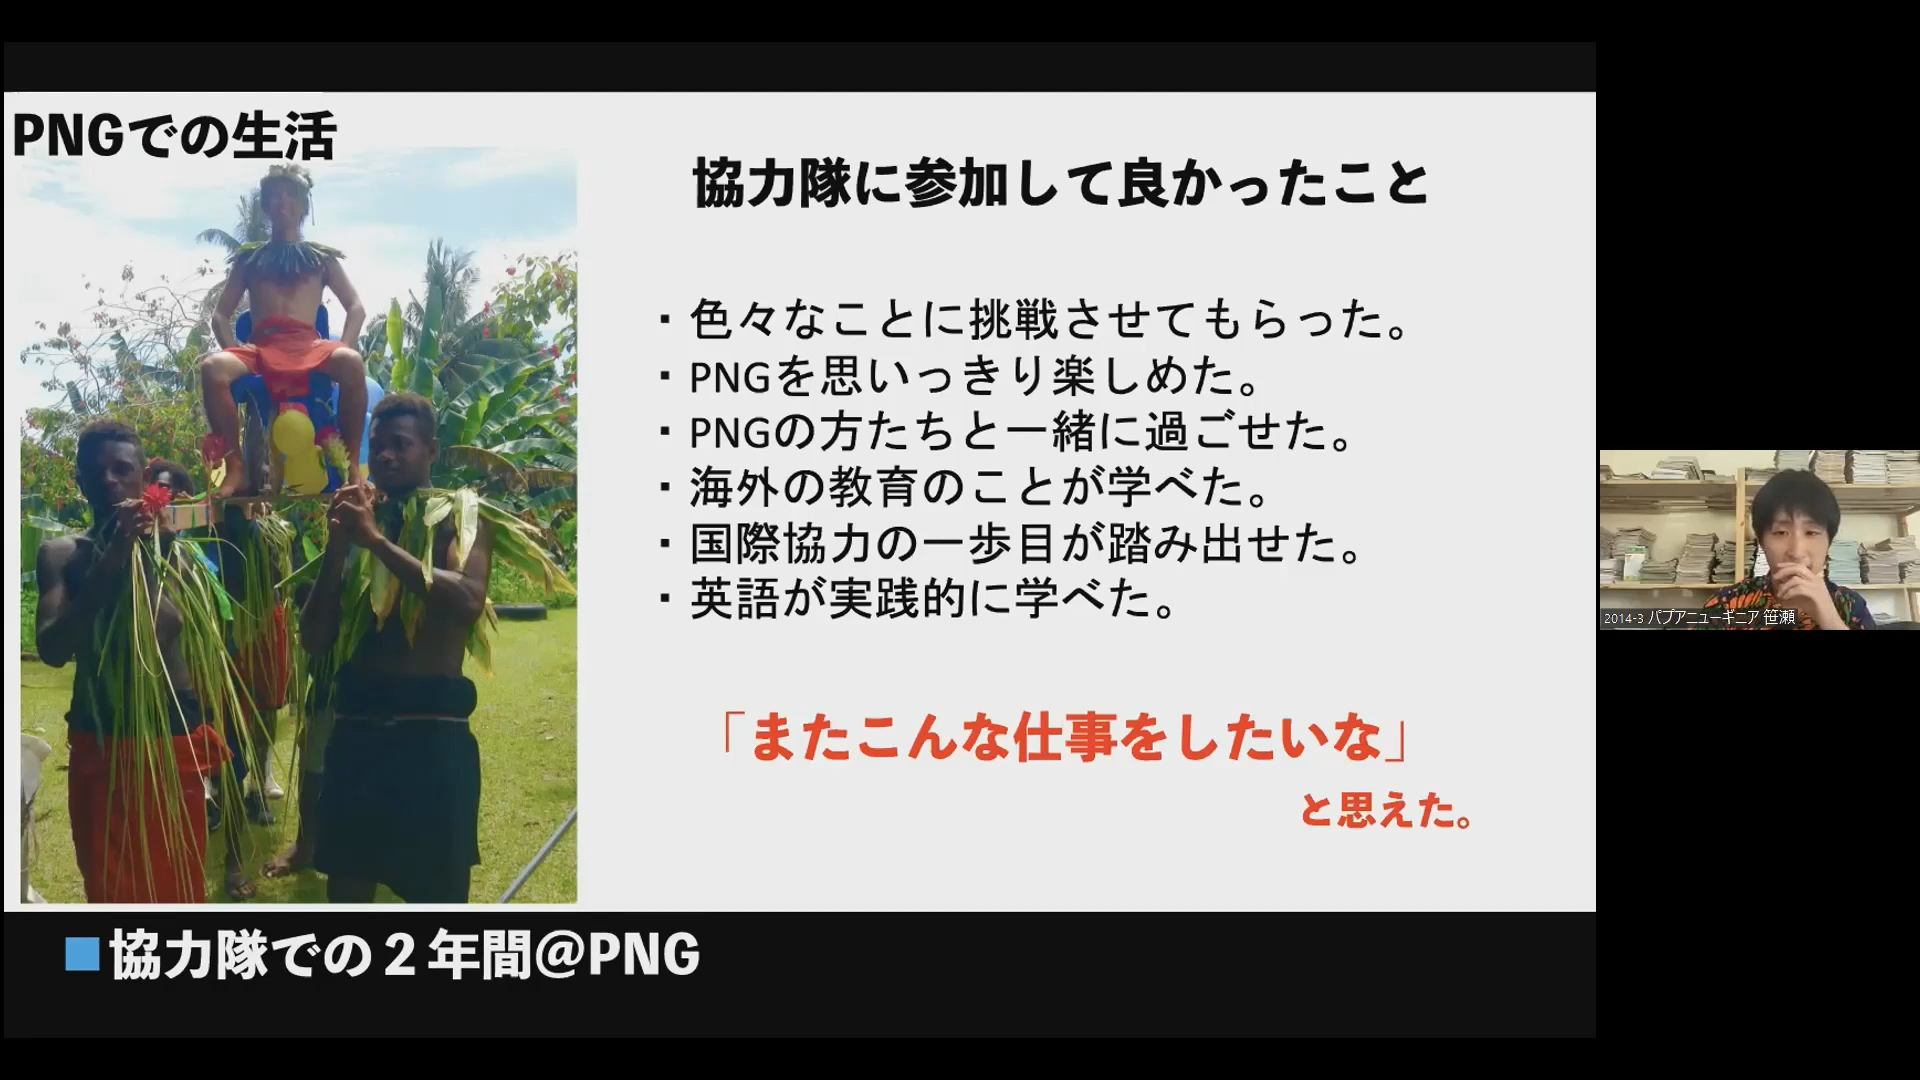 PNGでの生活
協力隊に参加して良かったこと
・色々なことに挑戦させてもらった。
・PNGを思いっきり楽しめた。
・PNGの方たちと一緒に過ごせた。
・海外の教育のことが学べた。
・国際協力の一歩目が踏み出せた。
・英語が実践的に学べた。
「またこんな仕事をしたいな」
と思えた。
2014-3 パプアニューギニア 笹瀬
■協力隊での２年間@PNG